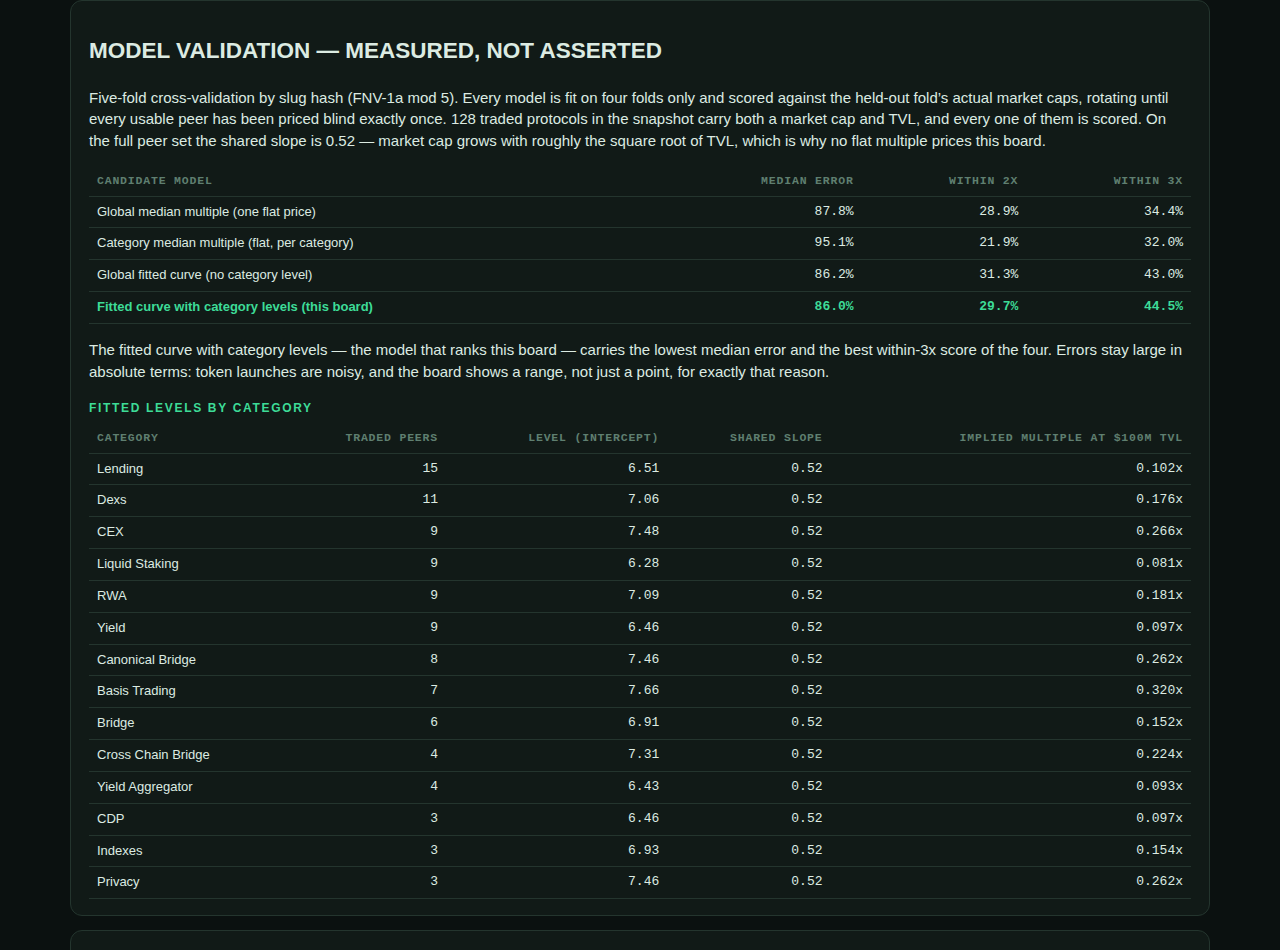 MODEL VALIDATION — MEASURED, NOT ASSERTED
Five-fold cross-validation by slug hash (FNV-1a mod 5). Every model is fit on four folds only and scored against the held-out fold’s actual market caps, rotating until
every usable peer has been priced blind exactly once. 128 traded protocols in the snapshot carry both a market cap and TVL, and every one of them is scored. On
the full peer set the shared slope is 0.52 — market cap grows with roughly the square root of TVL, which is why no flat multiple prices this board.
CANDIDATE MODEL MEDIAN ERROR WITHIN 2X WITHIN 3X
Global median multiple (one flat price) 87.8% 28.9% 34.4%
Category median multiple (flat, per category) 95.1% 21.9% 32.0%
Global fitted curve (no category level) 86.2% 31.3% 43.0%
Fitted curve with category levels (this board) 86.0% 29.7% 44.5%
The fitted curve with category levels — the model that ranks this board — carries the lowest median error and the best within-3x score of the four. Errors stay large in
absolute terms: token launches are noisy, and the board shows a range, not just a point, for exactly that reason.
FITTED LEVELS BY CATEGORY
CATEGORY TRADED PEERS LEVEL (INTERCEPT) SHARED SLOPE IMPLIED MULTIPLE AT $100M TVL
Lending 15 6.51 0.52 0.102x
Dexs 11 7.06 0.52 0.176x
CEX 9 7.48 0.52 0.266x
Liquid Staking 9 6.28 0.52 0.081x
RWA 9 7.09 0.52 0.181x
Yield 9 6.46 0.52 0.097x
Canonical Bridge 8 7.46 0.52 0.262x
Basis Trading 7 7.66 0.52 0.320x
Bridge 6 6.91 0.52 0.152x
Cross Chain Bridge 4 7.31 0.52 0.224x
Yield Aggregator 4 6.43 0.52 0.093x
CDP 3 6.46 0.52 0.097x
Indexes 3 6.93 0.52 0.154x
Privacy 3 7.46 0.52 0.262x